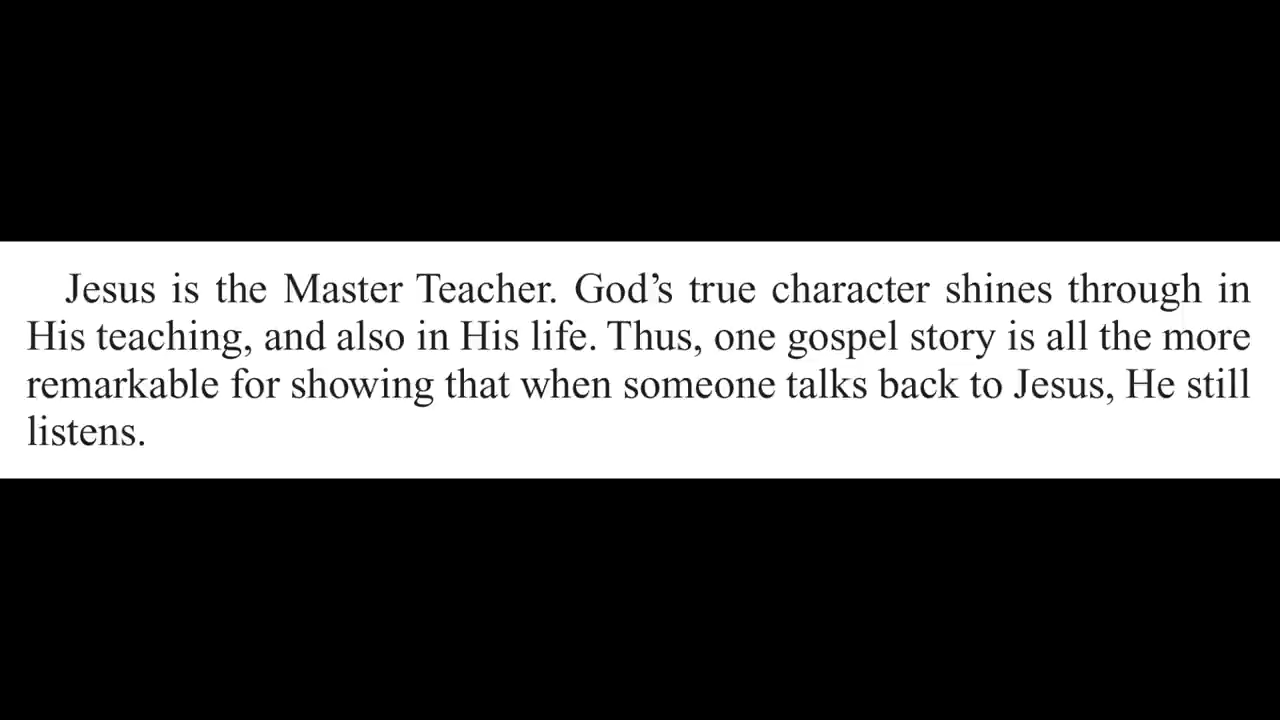 Jesus is the Master Teacher. God’s true character shines through in
His teaching, and also in His life. Thus, one gospel story is all the more
remarkable for showing that when someone talks back to Jesus, He still
listens.